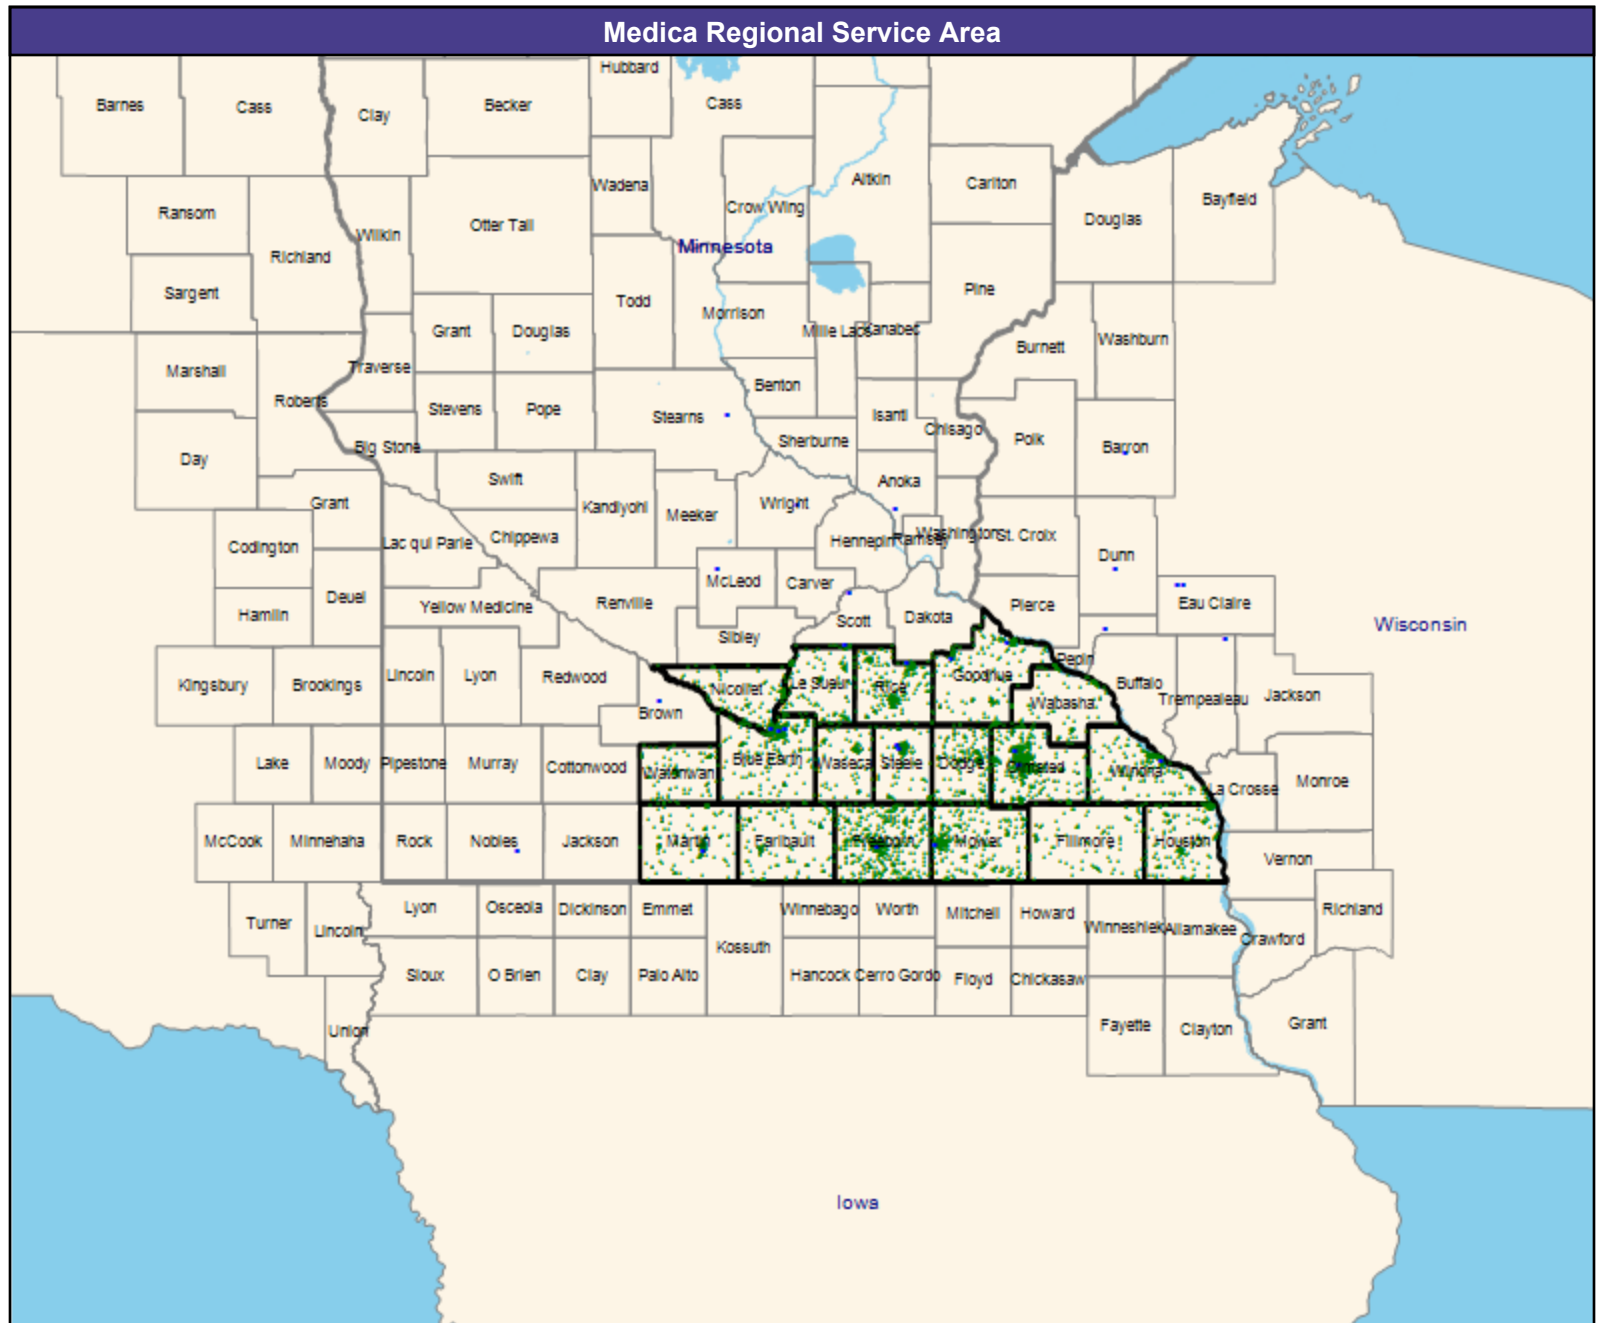 Medica Regional Service Area
Hubbard
Barnes
Cass
Clay
Becker
Cass
Wadena
Aitkin
Carlton
Ransom
Crow Wing
Douglas
Bayfield
Otter Tail
Wilkin
Minnesota
Richland
Sargent
Todd
Pine
Morrison
Grant
Douglas
Mille Lacs
Kanabec
Washburn
Burnett
Marshall
Traverse
Benton
Roberts
Stevens
Pope
Stearns
Isanti
Chisago
Polk
Barron
Big Stone
Sherburne
Day
Swift
Anoka
Grant
Kandiyohi
Meeker
Wright
Codington
Lac qui Parle
Chippewa
Hennepin
Ramsey
Washington
St. Croix
Dunn
McLeod
Carver
Deuel
Yellow Medicine
Renville
Pierce
Eau Claire
Hamlin
Scott
Dakota
Wisconsin
Sibley
Pepin
Kingsbury
Brookings
Lincoln
Lyon
Redwood
Nicollet
Le Sueur
Rice
Goodhue
Buffalo
Trempealeau
Jackson
Wabasha
Brown
Lake
Moody
Pipestone
Murray
Cottonwood
Watonwan
Blue Earth
Waseca
Steele
Dodge
Olmsted
Winona
La Crosse
Monroe
McCook
Minnehaha
Rock
Nobles
Jackson
Martin
Faribault
Freeborn
Mower
Fillmore
Houston
Vernon
Turner
Lincoln
Lyon
Osceola
Dickinson
Emmet
Winnebago
Worth
Mitchell
Howard
Winneshiek
Allamakee
Crawford
Richland
Kossuth
Sioux
O Brien
Clay
Palo Alto
Hancock
Cerro Gordo
Floyd
Chickasaw
Union
Fayette
Clayton
Grant
Iowa